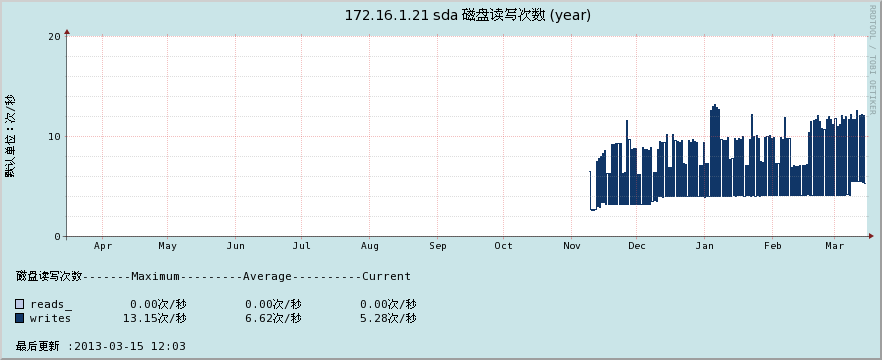 172.16.1.21 sda 磁盘读写次数 (year)
RRDTOOL / TOBI OETIKER
默认单位：次/秒
20
10
0
Apr May Jun Jul Aug Sep Oct Nov Dec Jan Feb Mar
磁盘读写次数-------Maximum---------Average----------Current
reads_ 0.00次/秒 0.00次/秒 0.00次/秒
writes 13.15次/秒 6.62次/秒 5.28次/秒
最后更新 :2013-03-15 12:03